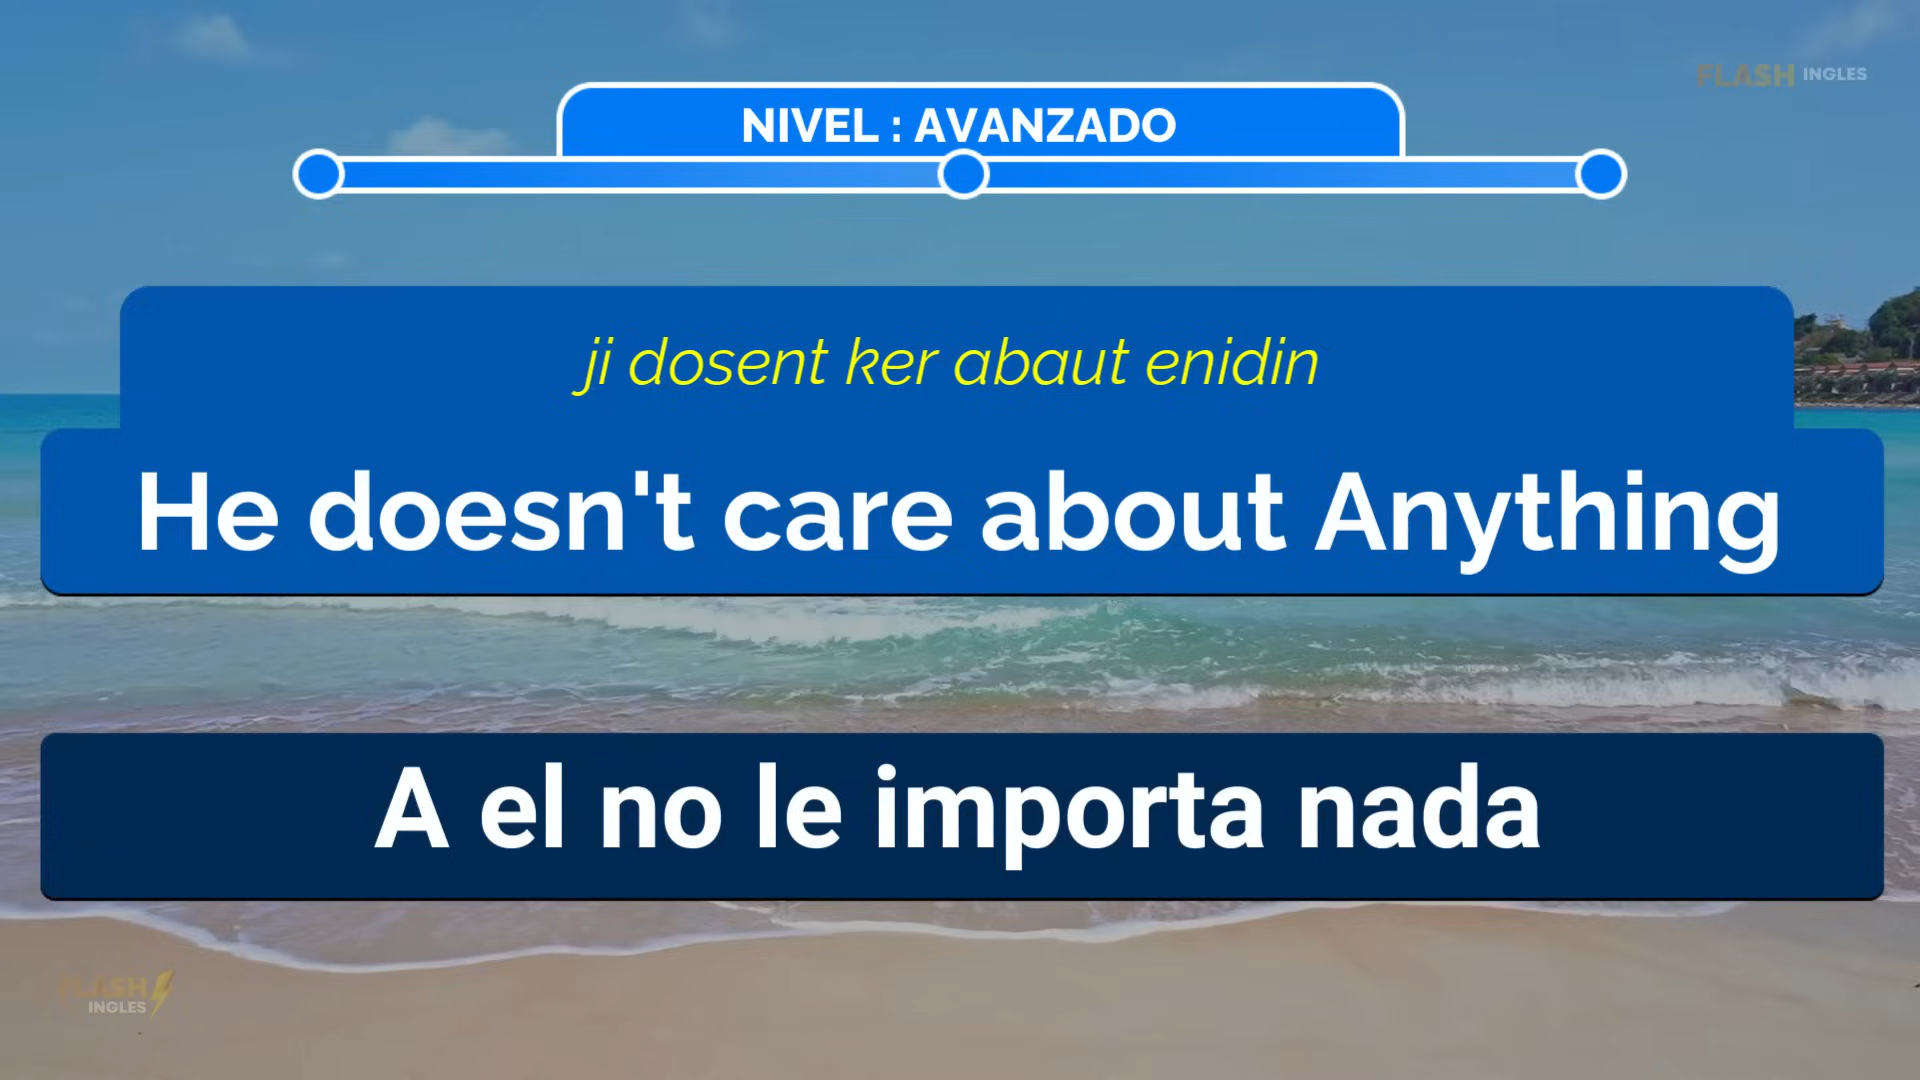 FLASH INGLES
NIVEL : AVANZADO
ji dosent ker abaut enidin
He doesn't care about Anything
A el no le importa nada
FLASH
INGLES